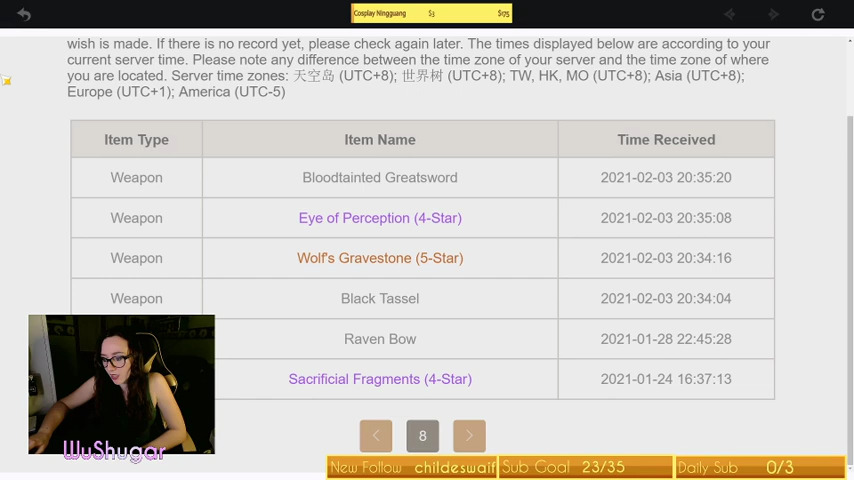 Cosplay Ningguang $3 $175
wish is made. If there is no record yet, please check again later. The times displayed below are according to your
current server time. Please note any difference between the time zone of your server and the time zone of where
you are located. Server time zones: 天空岛 (UTC+8); 世界树 (UTC+8); TW, HK, MO (UTC+8); Asia (UTC+8);
Europe (UTC+1); America (UTC-5)
Item Type Item Name Time Received
Weapon Bloodtainted Greatsword 2021-02-03 20:35:20
Weapon Eye of Perception (4-Star) 2021-02-03 20:35:08
Weapon Wolf's Gravestone (5-Star) 2021-02-03 20:34:16
Weapon Black Tassel 2021-02-03 20:34:04
Raven Bow 2021-01-28 22:45:28
Sacrificial Fragments (4-Star) 2021-01-24 16:37:13
8
WuShugar
New Follow childeswaif Sub Goal 23/35 Daily Sub 0/3